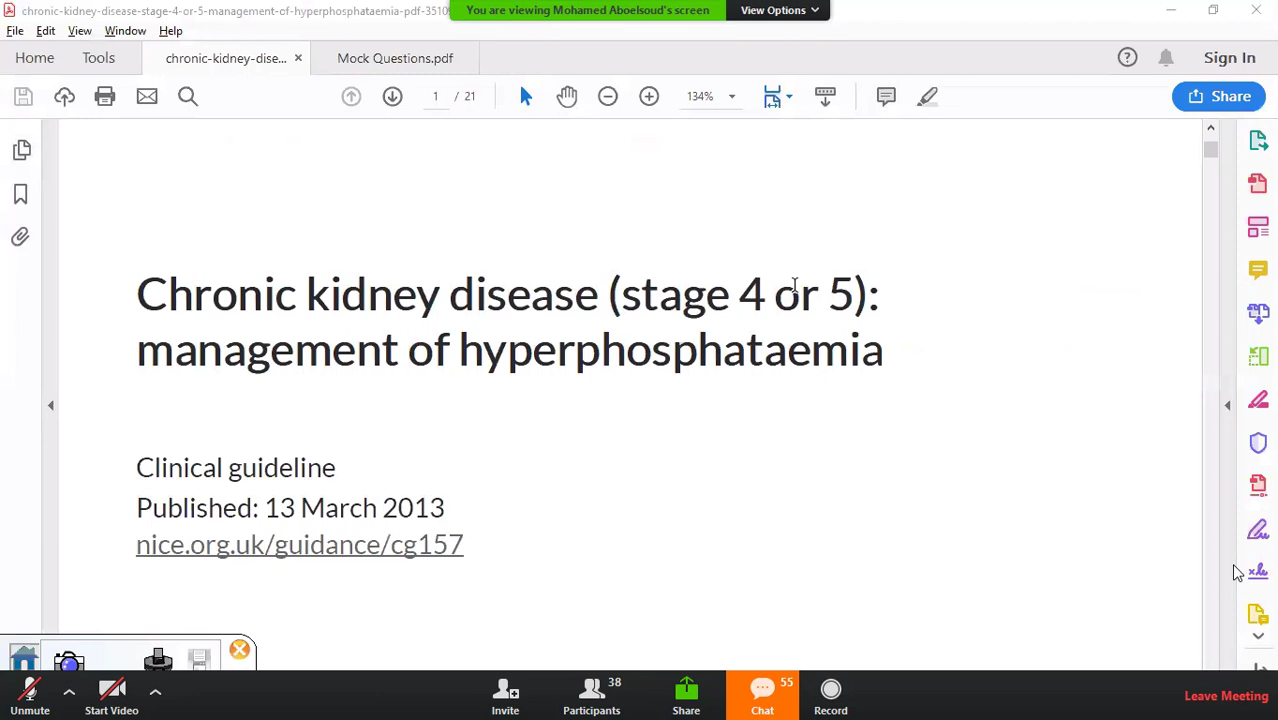 chronic-kidney-disease-stage-4-or-5-management-of-hyperphosphataemia-pdf-3510
You are viewing Mohamed Aboelsoud's screen
View Options
File Edit View Window Help
Home Tools chronic-kidney-dise... × Mock Questions.pdf Sign In
1 / 21 134% Share
Chronic kidney disease (stage 4 or 5):
management of hyperphosphataemia
Clinical guideline
Published: 13 March 2013
nice.org.uk/guidance/cg157
38 55
Unmute Start Video Invite Participants Share Chat Record
Leave Meeting